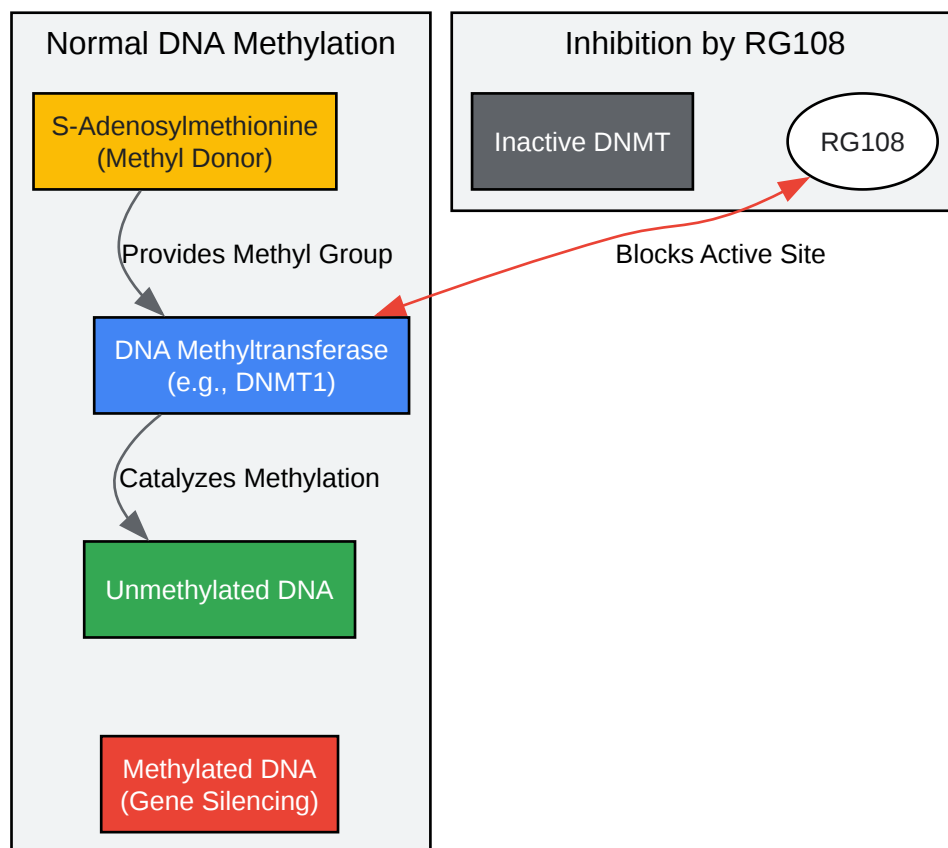 Normal DNA Methylation
S-Adenosylmethionine
(Methyl Donor)
Provides Methyl Group
DNA Methyltransferase
(e.g., DNMT1)
Catalyzes Methylation
Unmethylated DNA
Methylated DNA
(Gene Silencing)
Inhibition by RG108
Inactive DNMT
RG108
Blocks Active Site